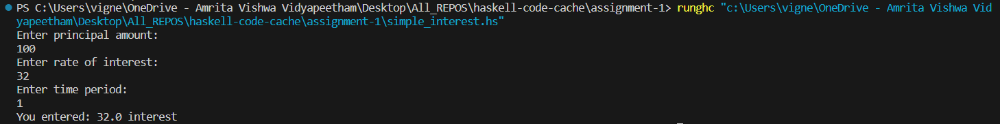 PS C:\Users\vigne\OneDrive - Amrita Vishwa Vidyapeetham\Desktop\All_REPOS\haskell-code-cache\assignment-1> runghc "c:\Users\vigne\OneDrive - Amrita Vishwa Vid
yapeetham\Desktop\All_REPOS\haskell-code-cache\assignment-1\simple_interest.hs"
Enter principal amount:
100
Enter rate of interest:
32
Enter time period:
1
You entered: 32.0 interest